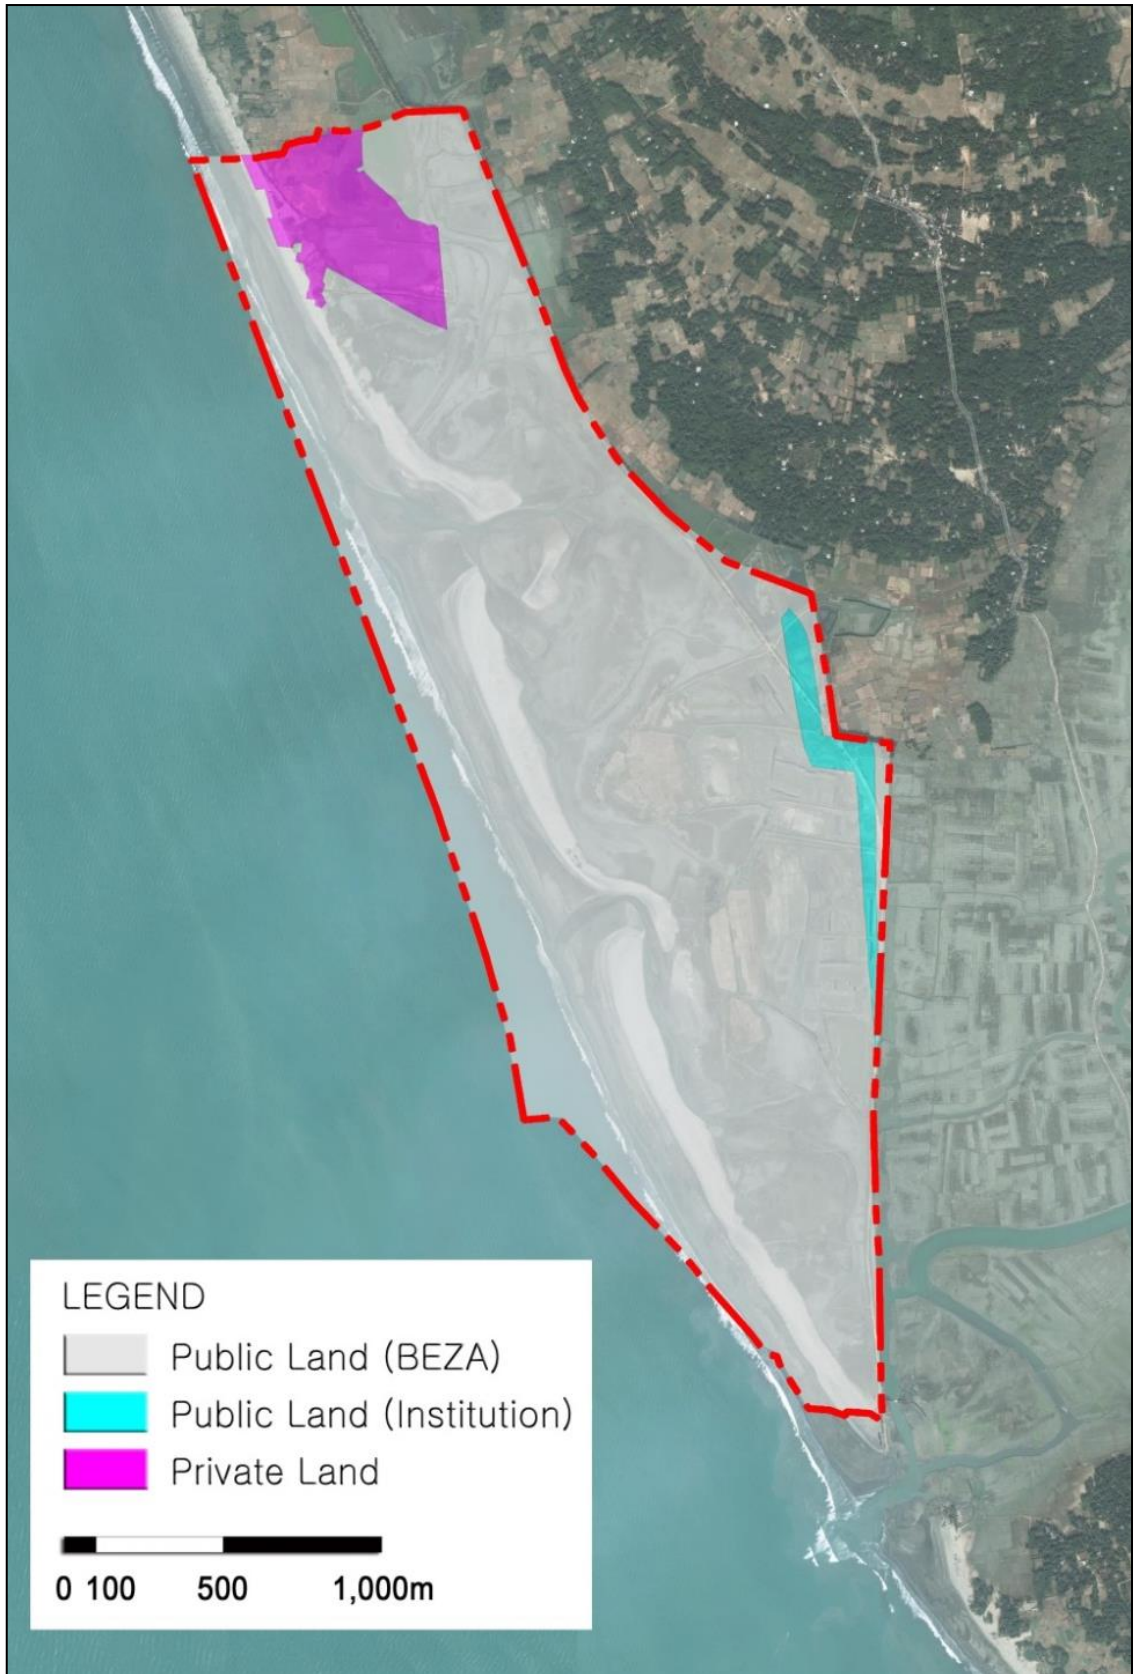 LEGEND
Public Land (BEZA)
Public Land (Institution)
Private Land
0 100 500 1,000m